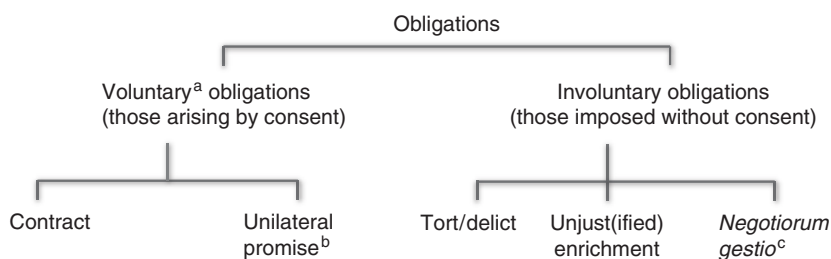 Obligations
Voluntaryᵃ obligations
(those arising by consent)
Involuntary obligations
(those imposed without consent)
Contract
Unilateral
promiseᵇ
Tort/delict
Unjust(ified)
enrichment
Negotiorum
gestioᶜ